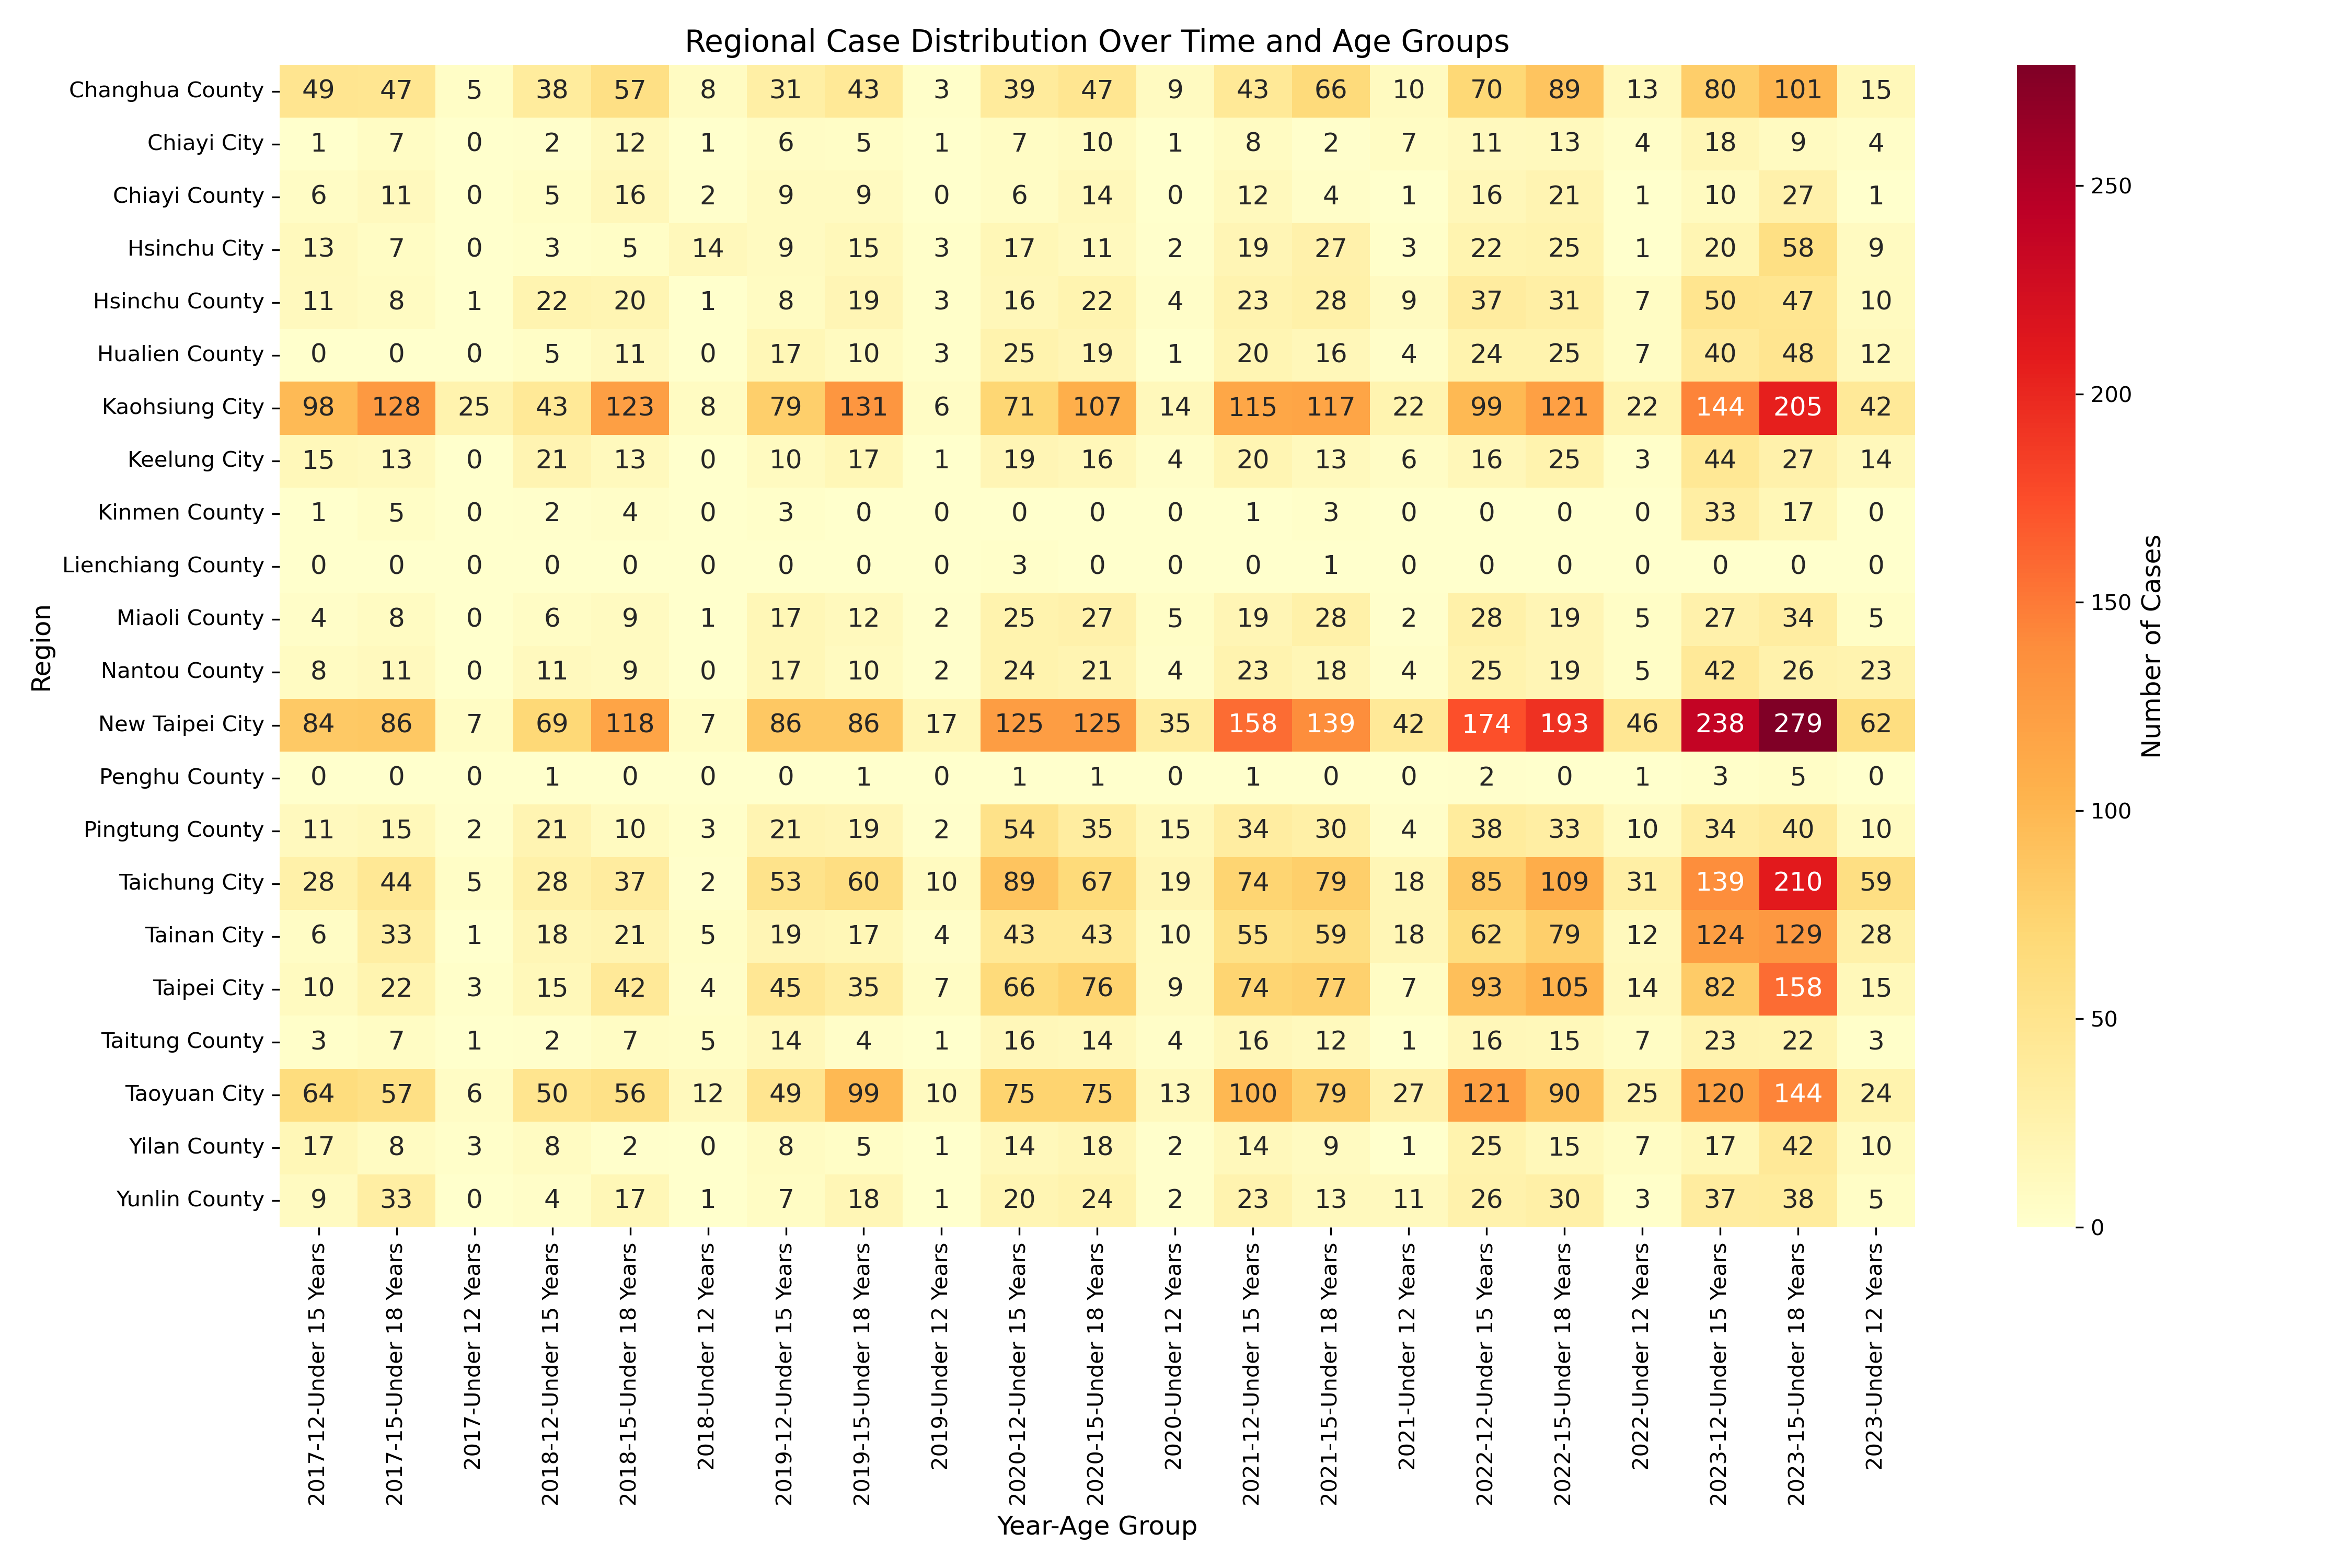 Regional Case Distribution Over Time and Age Groups
Changhua County 49 47 5 38 57 8 31 43 3 39 47 9 43 66 10 70 89 13 80 101 15
Chiayi City 1 7 0 2 12 1 6 5 1 7 10 1 8 2 7 11 13 4 18 9 4
Chiayi County 6 11 0 5 16 2 9 9 0 6 14 0 12 4 1 16 21 1 10 27 1
Hsinchu City 13 7 0 3 5 14 9 15 3 17 11 2 19 27 3 22 25 1 20 58 9
Hsinchu County 11 8 1 22 20 1 8 19 3 16 22 4 23 28 9 37 31 7 50 47 10
Hualien County 0 0 0 5 11 0 17 10 3 25 19 1 20 16 4 24 25 7 40 48 12
Kaohsiung City 98 128 25 43 123 8 79 131 6 71 107 14 115 117 22 99 121 22 144 205 42
Keelung City 15 13 0 21 13 0 10 17 1 19 16 4 20 13 6 16 25 3 44 27 14
Kinmen County 1 5 0 2 4 0 3 0 0 0 0 0 1 3 0 0 0 0 33 17 0
Lienchiang County 0 0 0 0 0 0 0 0 0 3 0 0 0 1 0 0 0 0 0 0 0
Miaoli County 4 8 0 6 9 1 17 12 2 25 27 5 19 28 2 28 19 5 27 34 5
Nantou County 8 11 0 11 9 0 17 10 2 24 21 4 23 18 4 25 19 5 42 26 23
New Taipei City 84 86 7 69 118 7 86 86 17 125 125 35 158 139 42 174 193 46 238 279 62
Penghu County 0 0 0 1 0 0 0 1 0 1 1 0 1 0 0 2 0 1 3 5 0
Pingtung County 11 15 2 21 10 3 21 19 2 54 35 15 34 30 4 38 33 10 34 40 10
Taichung City 28 44 5 28 37 2 53 60 10 89 67 19 74 79 18 85 109 31 139 210 59
Tainan City 6 33 1 18 21 5 19 17 4 43 43 10 55 59 18 62 79 12 124 129 28
Taipei City 10 22 3 15 42 4 45 35 7 66 76 9 74 77 7 93 105 14 82 158 15
Taitung County 3 7 1 2 7 5 14 4 1 16 14 4 16 12 1 16 15 7 23 22 3
Taoyuan City 64 57 6 50 56 12 49 99 10 75 75 13 100 79 27 121 90 25 120 144 24
Yilan County 17 8 3 8 2 0 8 5 1 14 18 2 14 9 1 25 15 7 17 42 10
Yunlin County 9 33 0 4 17 1 7 18 1 20 24 2 23 13 11 26 30 3 37 38 5
Region
2017-12-Under 15 Years
2017-15-Under 18 Years
2017-Under 12 Years
2018-12-Under 15 Years
2018-15-Under 18 Years
2018-Under 12 Years
2019-12-Under 15 Years
2019-15-Under 18 Years
2019-Under 12 Years
2020-12-Under 15 Years
2020-15-Under 18 Years
2020-Under 12 Years
2021-12-Under 15 Years
2021-15-Under 18 Years
2021-Under 12 Years
2022-12-Under 15 Years
2022-15-Under 18 Years
2022-Under 12 Years
2023-12-Under 15 Years
2023-15-Under 18 Years
2023-Under 12 Years
Year-Age Group
250
200
150
100
50
0
Number of Cases